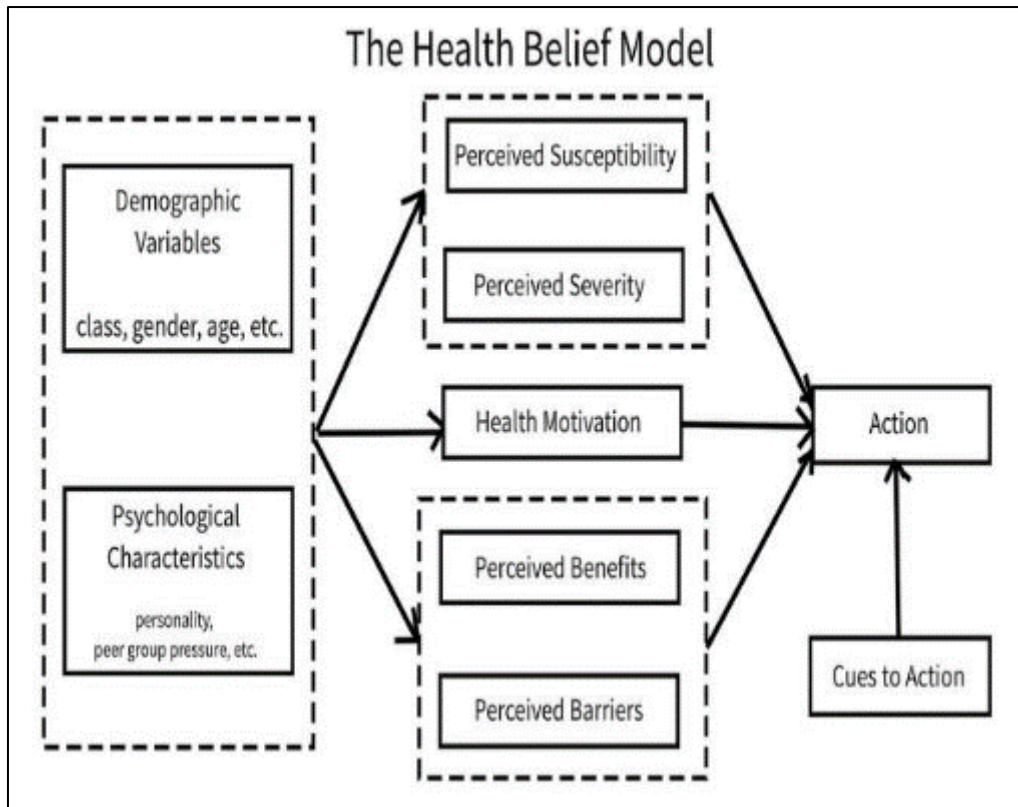 The Health Belief Model
Demographic
Variables
class, gender, age, etc.
Psychological
Characteristics
personality,
peer group pressure, etc.
Perceived Susceptibility
Perceived Severity
Health Motivation
Perceived Benefits
Perceived Barriers
Action
Cues to Action